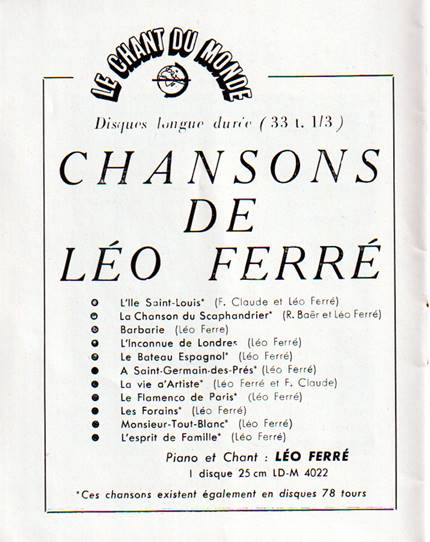 LE CHANT DU MONDE
Disques longue durée ( 33 t. 1/3 )
CHANSONS
DE
LÉO FERRÉ
L'Ile Saint-Louis* (F. Claude et Léo Ferré)
La Chanson du Scaphandrier* (R. Baër et Léo Ferré)
Barbarie (Léo Ferre)
L'Inconnue de Londres (Léo Ferré)
Le Bateau Espagnol* (Léo Ferré)
A Saint-Germain-des-Prés* (Léo Ferré)
La vie d'Artiste* (Léo Ferré et F. Claude)
Le Flamenco de Paris* (Léo Ferré)
Les Forains* (Léo Ferré)
Monsieur-Tout-Blanc* (Léo Ferré)
L'esprit de Famille* (Léo Ferré)
Piano et Chant : LÉO FERRÉ
1 disque 25 cm LD-M 4022
*Ces chansons existent également en disques 78 tours